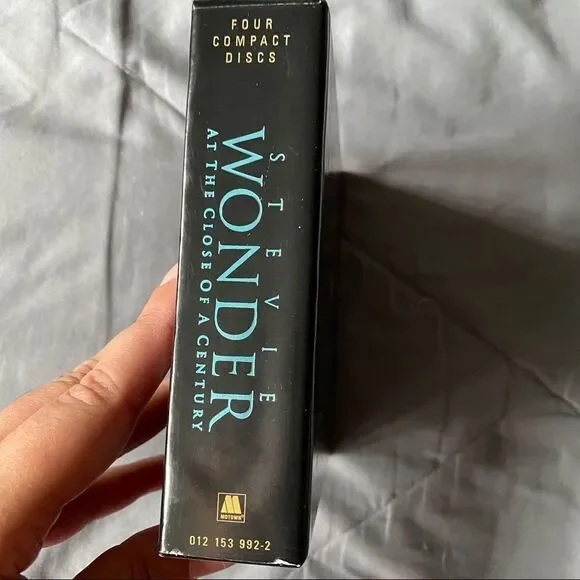 FOUR
COMPACT
DISCS
STEVIE
WONDER
AT THE CLOSE OF A CENTURY
MOTOWN
012 153 992-2